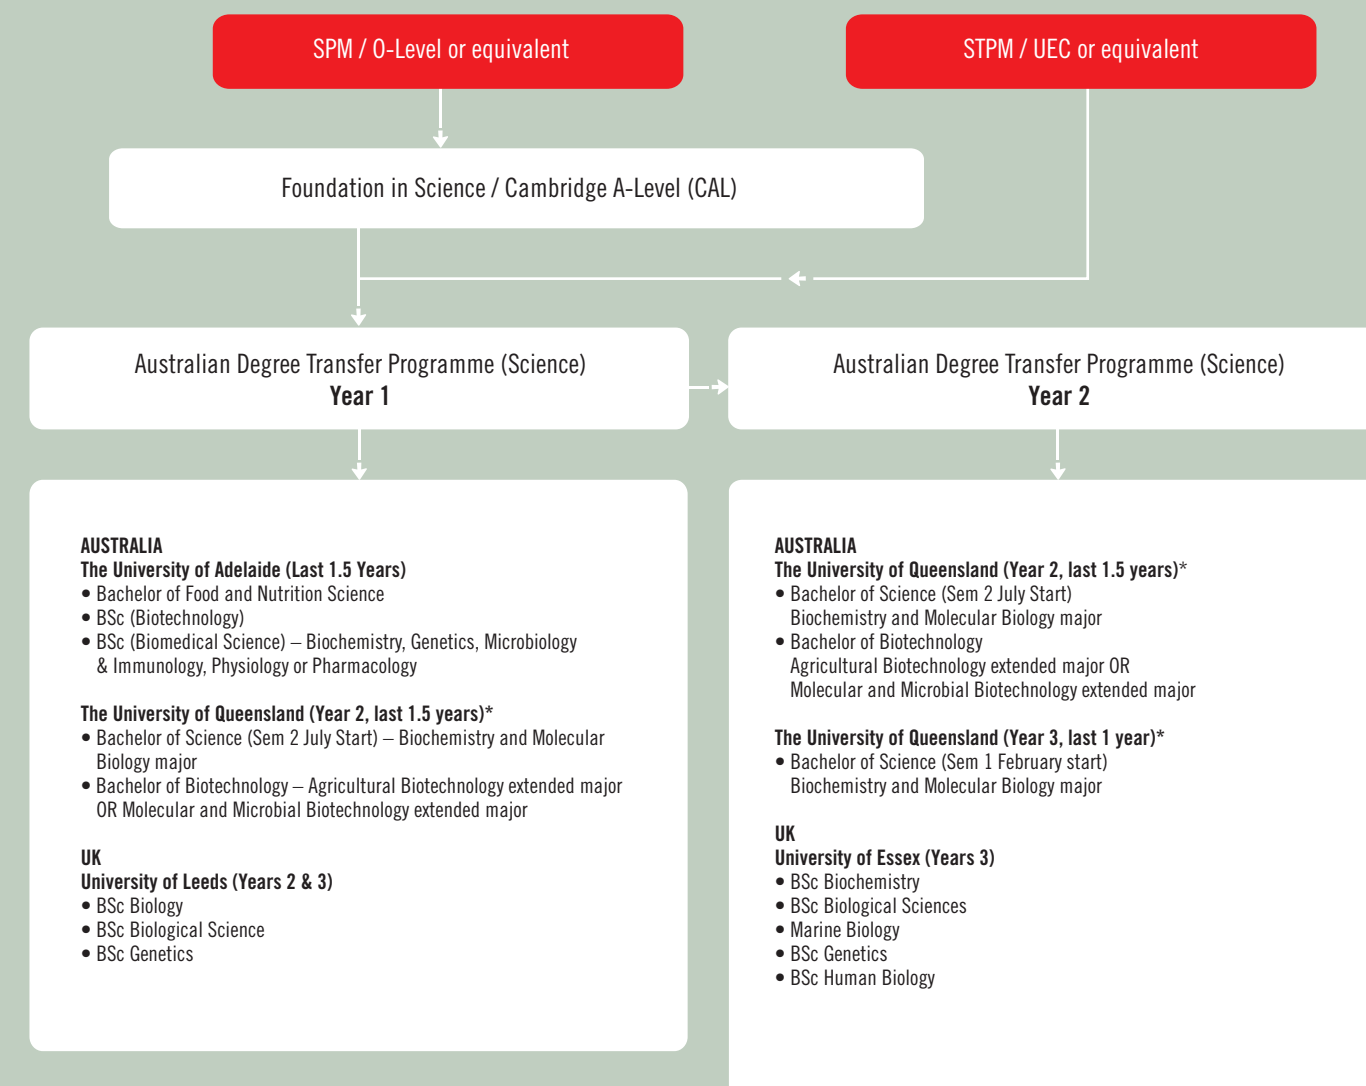 SPM / O-Level or equivalent
STPM / UEC or equivalent
Foundation in Science / Cambridge A-Level (CAL)
Australian Degree Transfer Programme (Science)
Year 1
Australian Degree Transfer Programme (Science)
Year 2
AUSTRALIA
The University of Adelaide (Last 1.5 Years)
• Bachelor of Food and Nutrition Science
• BSc (Biotechnology)
• BSc (Biomedical Science) – Biochemistry, Genetics, Microbiology
& Immunology, Physiology or Pharmacology
The University of Queensland (Year 2, last 1.5 years)*
• Bachelor of Science (Sem 2 July Start) – Biochemistry and Molecular
Biology major
• Bachelor of Biotechnology – Agricultural Biotechnology extended major
OR Molecular and Microbial Biotechnology extended major
UK
University of Leeds (Years 2 & 3)
• BSc Biology
• BSc Biological Science
• BSc Genetics
AUSTRALIA
The University of Queensland (Year 2, last 1.5 years)*
• Bachelor of Science (Sem 2 July Start)
Biochemistry and Molecular Biology major
• Bachelor of Biotechnology
Agricultural Biotechnology extended major OR
Molecular and Microbial Biotechnology extended major
The University of Queensland (Year 3, last 1 year)*
• Bachelor of Science (Sem 1 February start)
Biochemistry and Molecular Biology major
UK
University of Essex (Years 3)
• BSc Biochemistry
• BSc Biological Sciences
• Marine Biology
• BSc Genetics
• BSc Human Biology